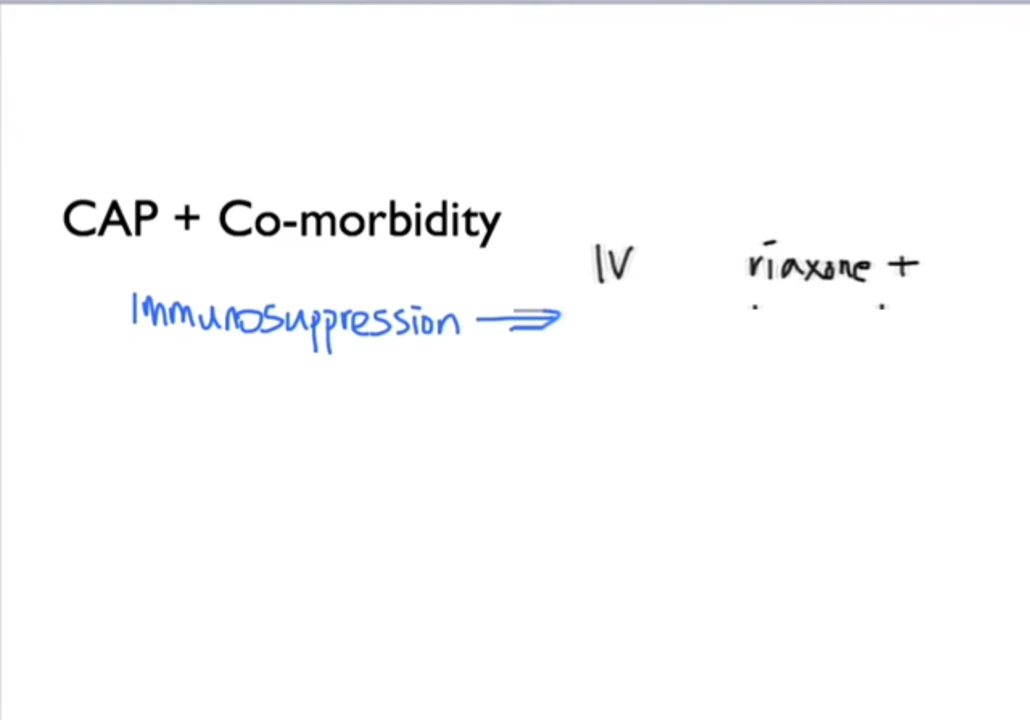 CAP + Co-morbidity
IV riaxone +
Immunosuppression ⟹